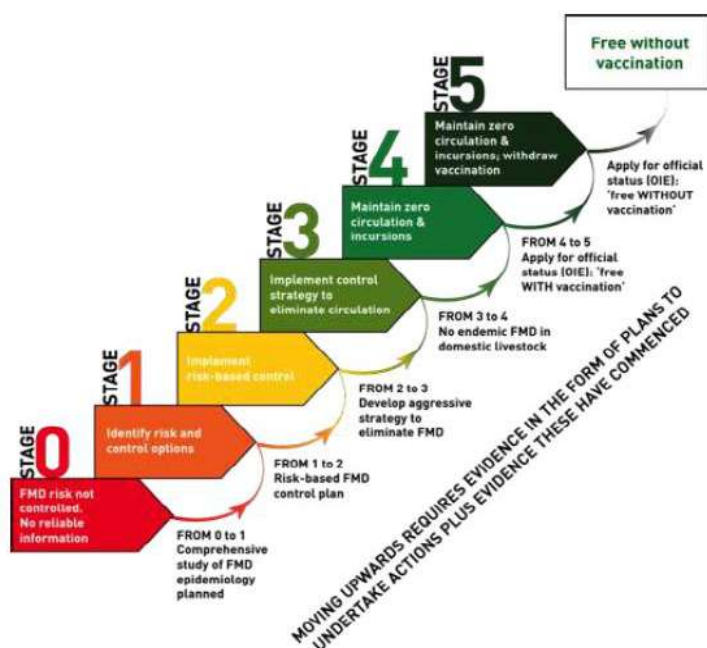 Free without
vaccination
STAGE 5
Maintain zero
circulation &
incursions; withdraw
vaccination
Apply for official
status (OIE):
'free WITHOUT
vaccination'
STAGE 4
Maintain zero
circulation &
incursions
FROM 4 to 5
Apply for official
status (OIE): 'free
WITH vaccination'
STAGE 3
Implement control
strategy to
eliminate circulation
FROM 3 to 4
No endemic FMD in
domestic livestock
STAGE 2
Implement
risk-based control
FROM 2 to 3
Develop aggressive
strategy to
eliminate FMD
STAGE 1
Identify risk and
control options
FROM 1 to 2
Risk-based FMD
control plan
STAGE 0
FMD risk not
controlled.
No reliable
information
FROM 0 to 1
Comprehensive
study of FMD
epidemiology
planned
MOVING UPWARDS REQUIRES EVIDENCE IN THE FORM OF PLANS TO
UNDERTAKE ACTIONS PLUS EVIDENCE THESE HAVE COMMENCED